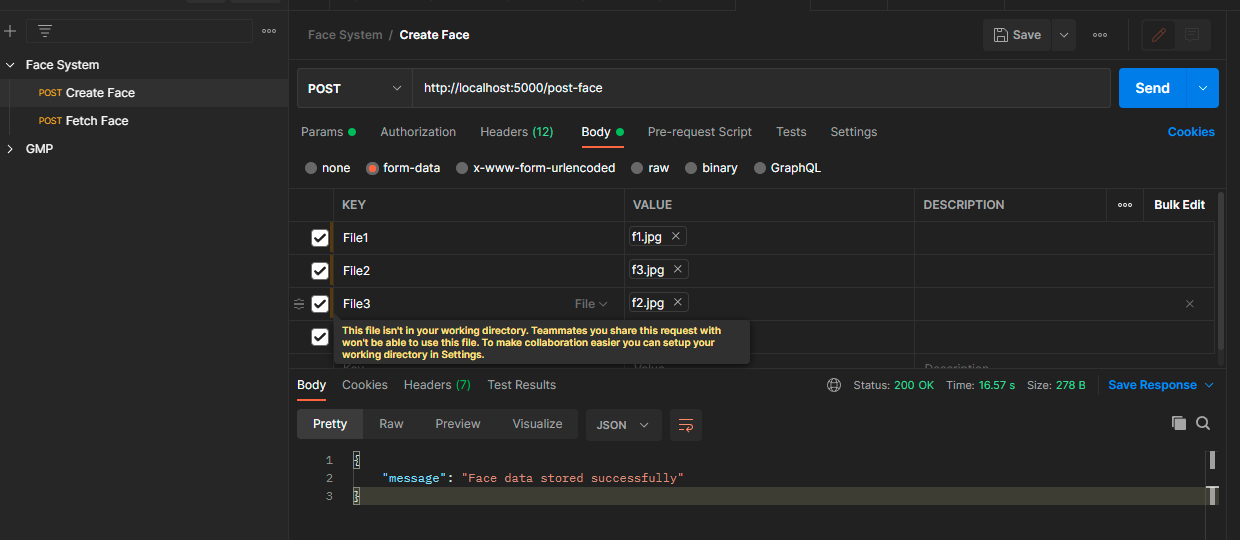 Face System / Create Face
Save
Face System
POST Create Face
POST Fetch Face
GMP
POST
http://localhost:5000/post-face
Send
Params
Authorization
Headers (12)
Body
Pre-request Script
Tests
Settings
Cookies
none
form-data
x-www-form-urlencoded
raw
binary
GraphQL
KEY
VALUE
DESCRIPTION
Bulk Edit
File1
f1.jpg
File2
f3.jpg
File3
File
f2.jpg
This file isn't in your working directory. Teammates you share this request with
won't be able to use this file. To make collaboration easier you can setup your
working directory in Settings.
Key
Value
Description
Body
Cookies
Headers (7)
Test Results
Status: 200 OK
Time: 16.57 s
Size: 278 B
Save Response
Pretty
Raw
Preview
Visualize
JSON
1 {
2 "message": "Face data stored successfully"
3 }